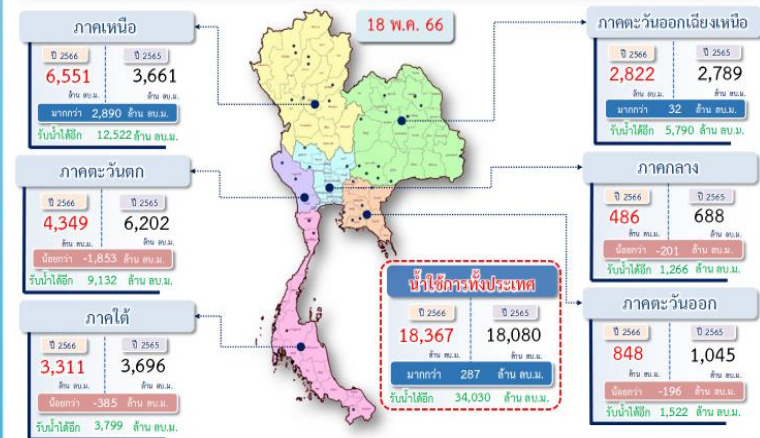 18 พ.ค. 66
ภาคเหนือ
ปี 2566 ปี 2565
6,551 3,661
ล้าน ลบ.ม. ล้าน ลบ.ม.
มากกว่า 2,890 ล้าน ลบ.ม.
รับน้ำได้อีก 12,522 ล้าน ลบ.ม.
ภาคตะวันตก
ปี 2566 ปี 2565
4,349 6,202
ล้าน ลบ.ม. ล้าน ลบ.ม.
น้อยกว่า -1,853 ล้าน ลบ.ม.
รับน้ำได้อีก 9,132 ล้าน ลบ.ม.
ภาคใต้
ปี 2566 ปี 2565
3,311 3,696
ล้าน ลบ.ม. ล้าน ลบ.ม.
น้อยกว่า -385 ล้าน ลบ.ม.
รับน้ำได้อีก 3,799 ล้าน ลบ.ม.
น้ำใช้การทั้งประเทศ
ปี 2566 ปี 2565
18,367 18,080
ล้าน ลบ.ม. ล้าน ลบ.ม.
มากกว่า 287 ล้าน ลบ.ม.
รับน้ำได้อีก 34,030 ล้าน ลบ.ม.
ภาคตะวันออกเฉียงเหนือ
ปี 2566 ปี 2565
2,822 2,789
ล้าน ลบ.ม. ล้าน ลบ.ม.
มากกว่า 32 ล้าน ลบ.ม.
รับน้ำได้อีก 5,790 ล้าน ลบ.ม.
ภาคกลาง
ปี 2566 ปี 2565
486 688
ล้าน ลบ.ม. ล้าน ลบ.ม.
น้อยกว่า -201 ล้าน ลบ.ม.
รับน้ำได้อีก 1,266 ล้าน ลบ.ม.
ภาคตะวันออก
ปี 2566 ปี 2565
848 1,045
ล้าน ลบ.ม. ล้าน ลบ.ม.
น้อยกว่า -196 ล้าน ลบ.ม.
รับน้ำได้อีก 1,522 ล้าน ลบ.ม.